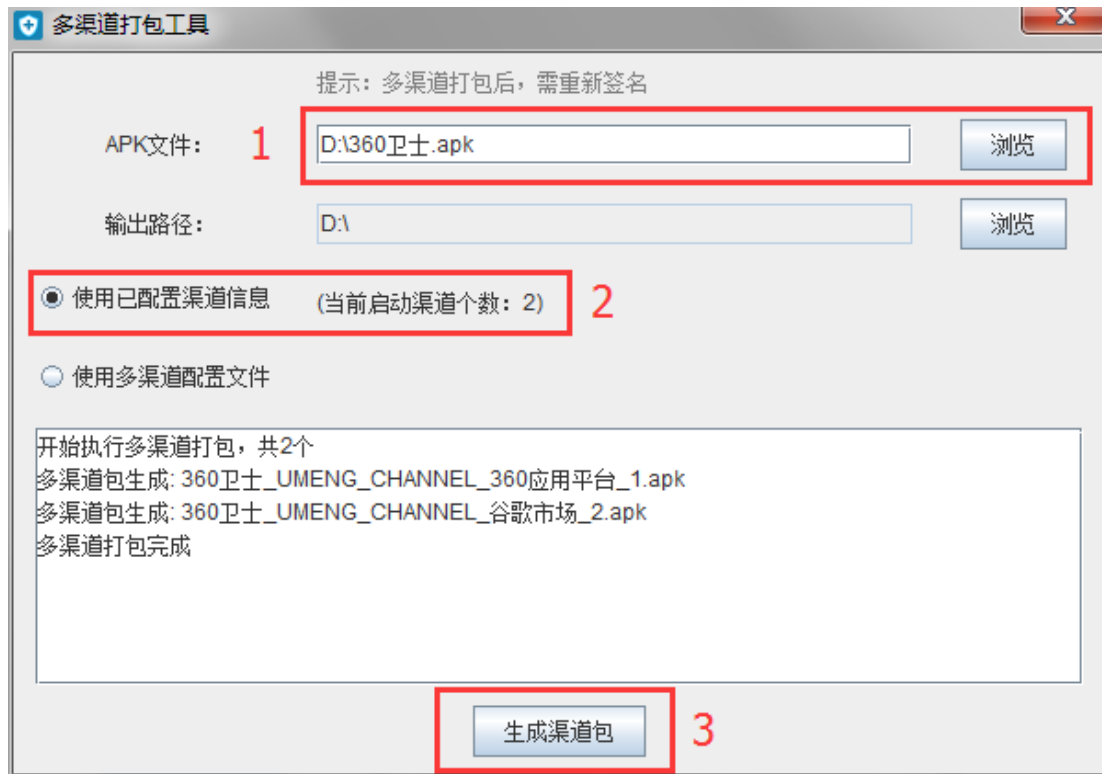 多渠道打包工具
提示：多渠道打包后，需重新签名
APK文件： 1 D:\360卫士.apk 浏览
输出路径： D:\ 浏览
使用已配置渠道信息 (当前启动渠道个数：2) 2
使用多渠道配置文件
开始执行多渠道打包，共2个
多渠道包生成: 360卫士_UMENG_CHANNEL_360应用平台_1.apk
多渠道包生成: 360卫士_UMENG_CHANNEL_谷歌市场_2.apk
多渠道打包完成
生成渠道包 3